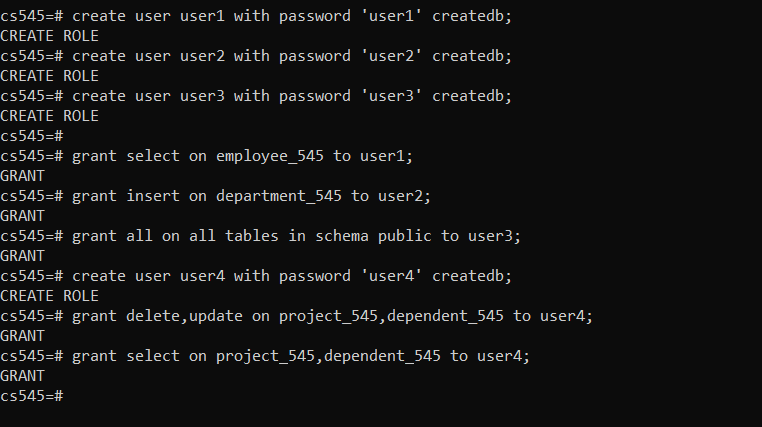 cs545=# create user user1 with password 'user1' createdb;
CREATE ROLE
cs545=# create user user2 with password 'user2' createdb;
CREATE ROLE
cs545=# create user user3 with password 'user3' createdb;
CREATE ROLE
cs545=#
cs545=# grant select on employee_545 to user1;
GRANT
cs545=# grant insert on department_545 to user2;
GRANT
cs545=# grant all on all tables in schema public to user3;
GRANT
cs545=# create user user4 with password 'user4' createdb;
CREATE ROLE
cs545=# grant delete,update on project_545,dependent_545 to user4;
GRANT
cs545=# grant select on project_545,dependent_545 to user4;
GRANT
cs545=#